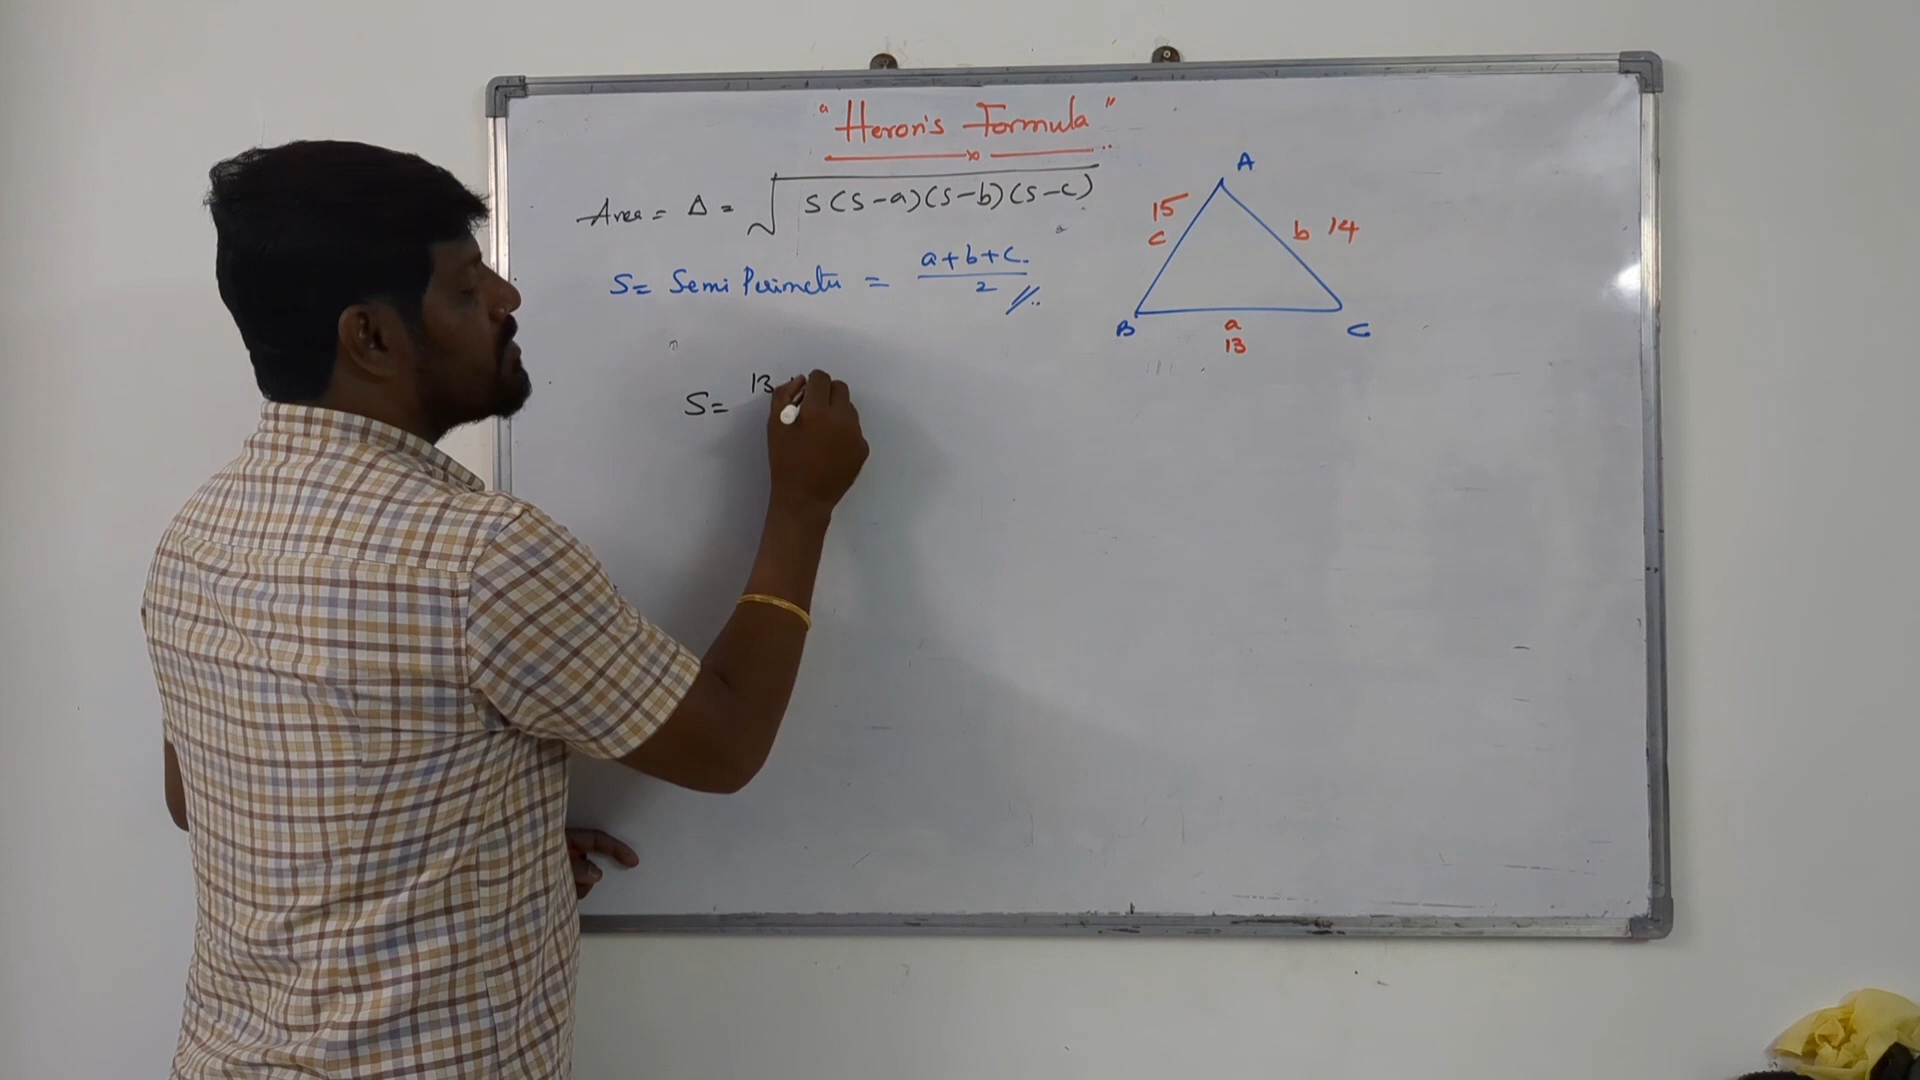 "Heron's Formula"
Area = Δ = √s(s-a)(s-b)(s-c)
S = Semi Perimeter = a+b+c/2
A
15
c
b 14
B
a
C
13
S= 13